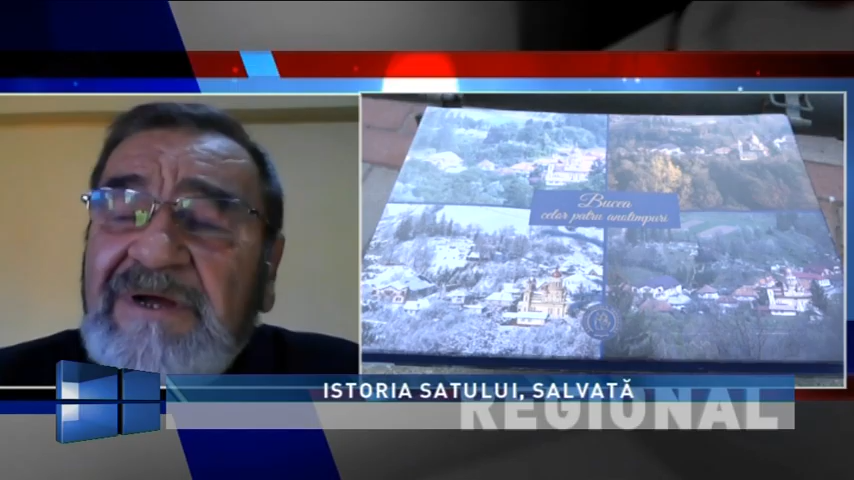 Bucea
celor patru anotimpuri
ISTORIA SATULUI, SALVATĂ
REGIONAL